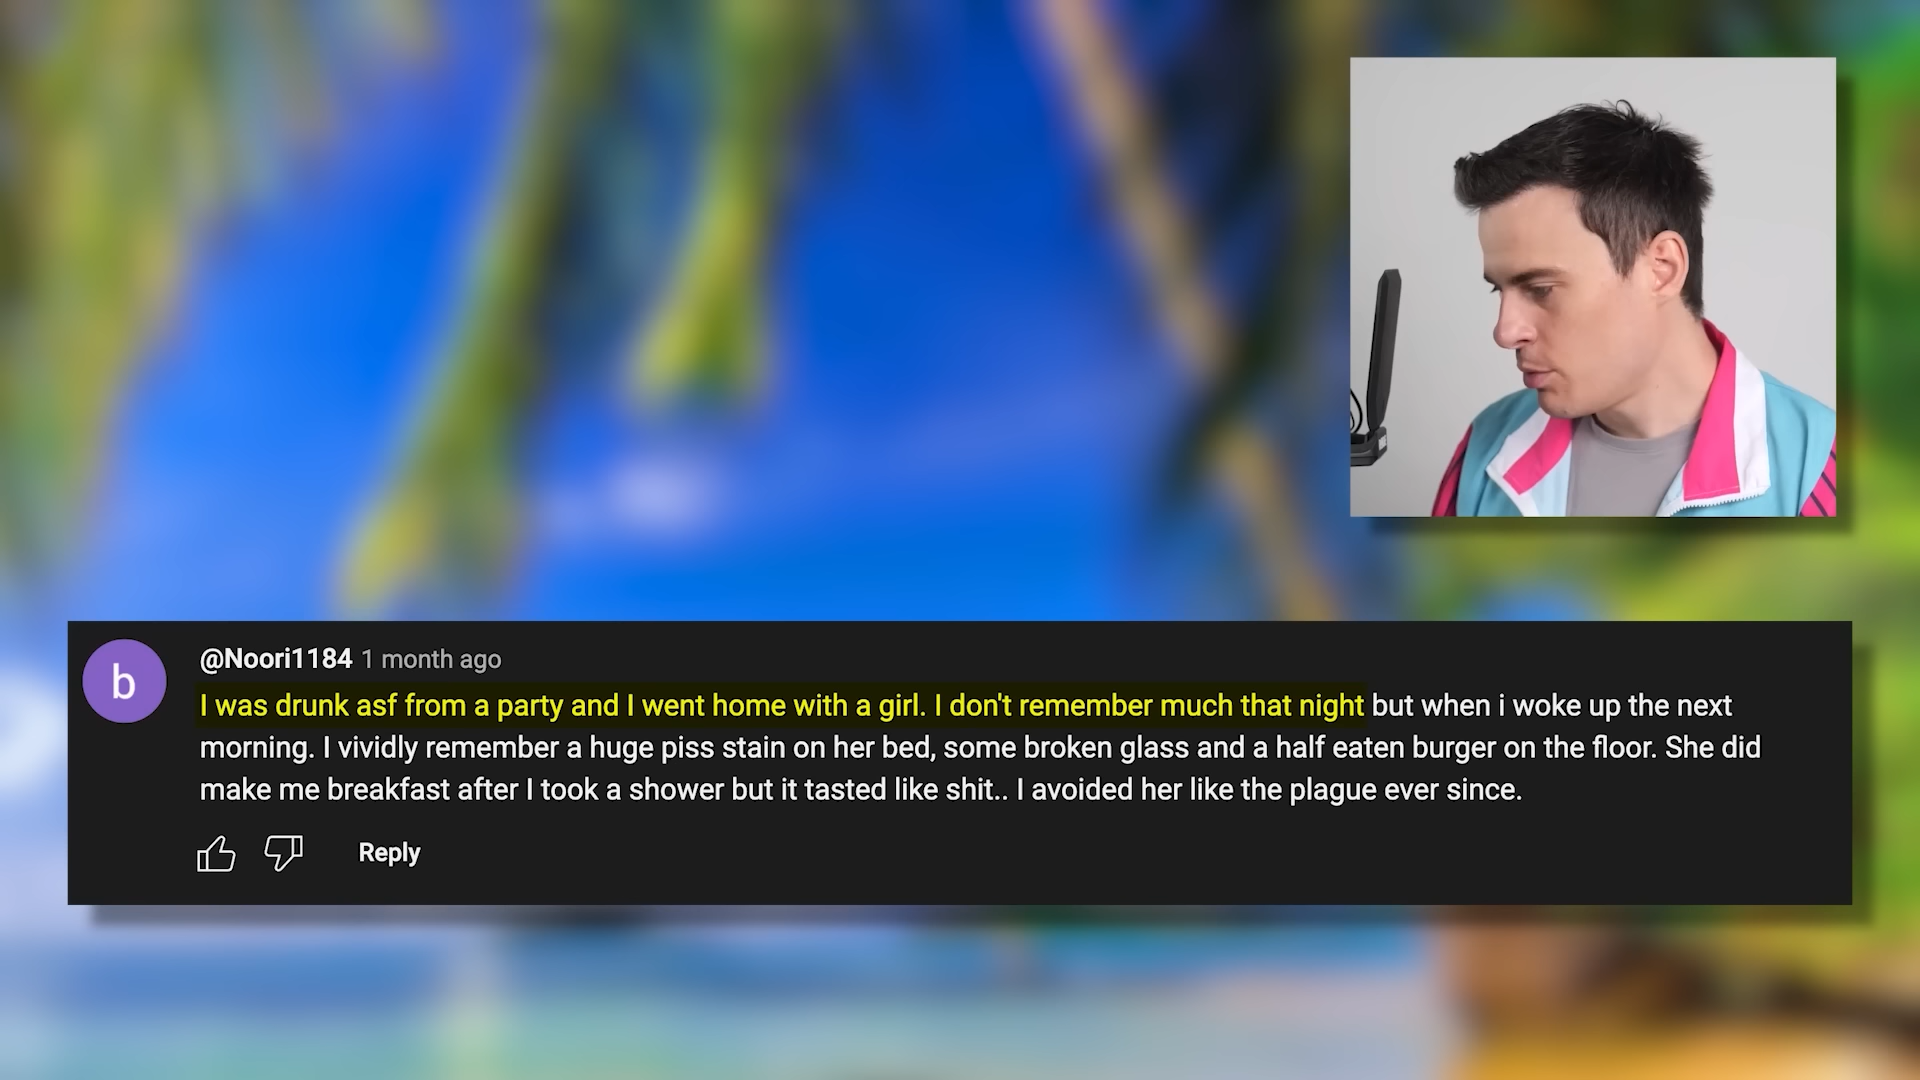 b
@Noori1184 1 month ago
I was drunk asf from a party and I went home with a girl. I don't remember much that night but when i woke up the next
morning. I vividly remember a huge piss stain on her bed, some broken glass and a half eaten burger on the floor. She did
make me breakfast after I took a shower but it tasted like shit.. I avoided her like the plague ever since.
Reply